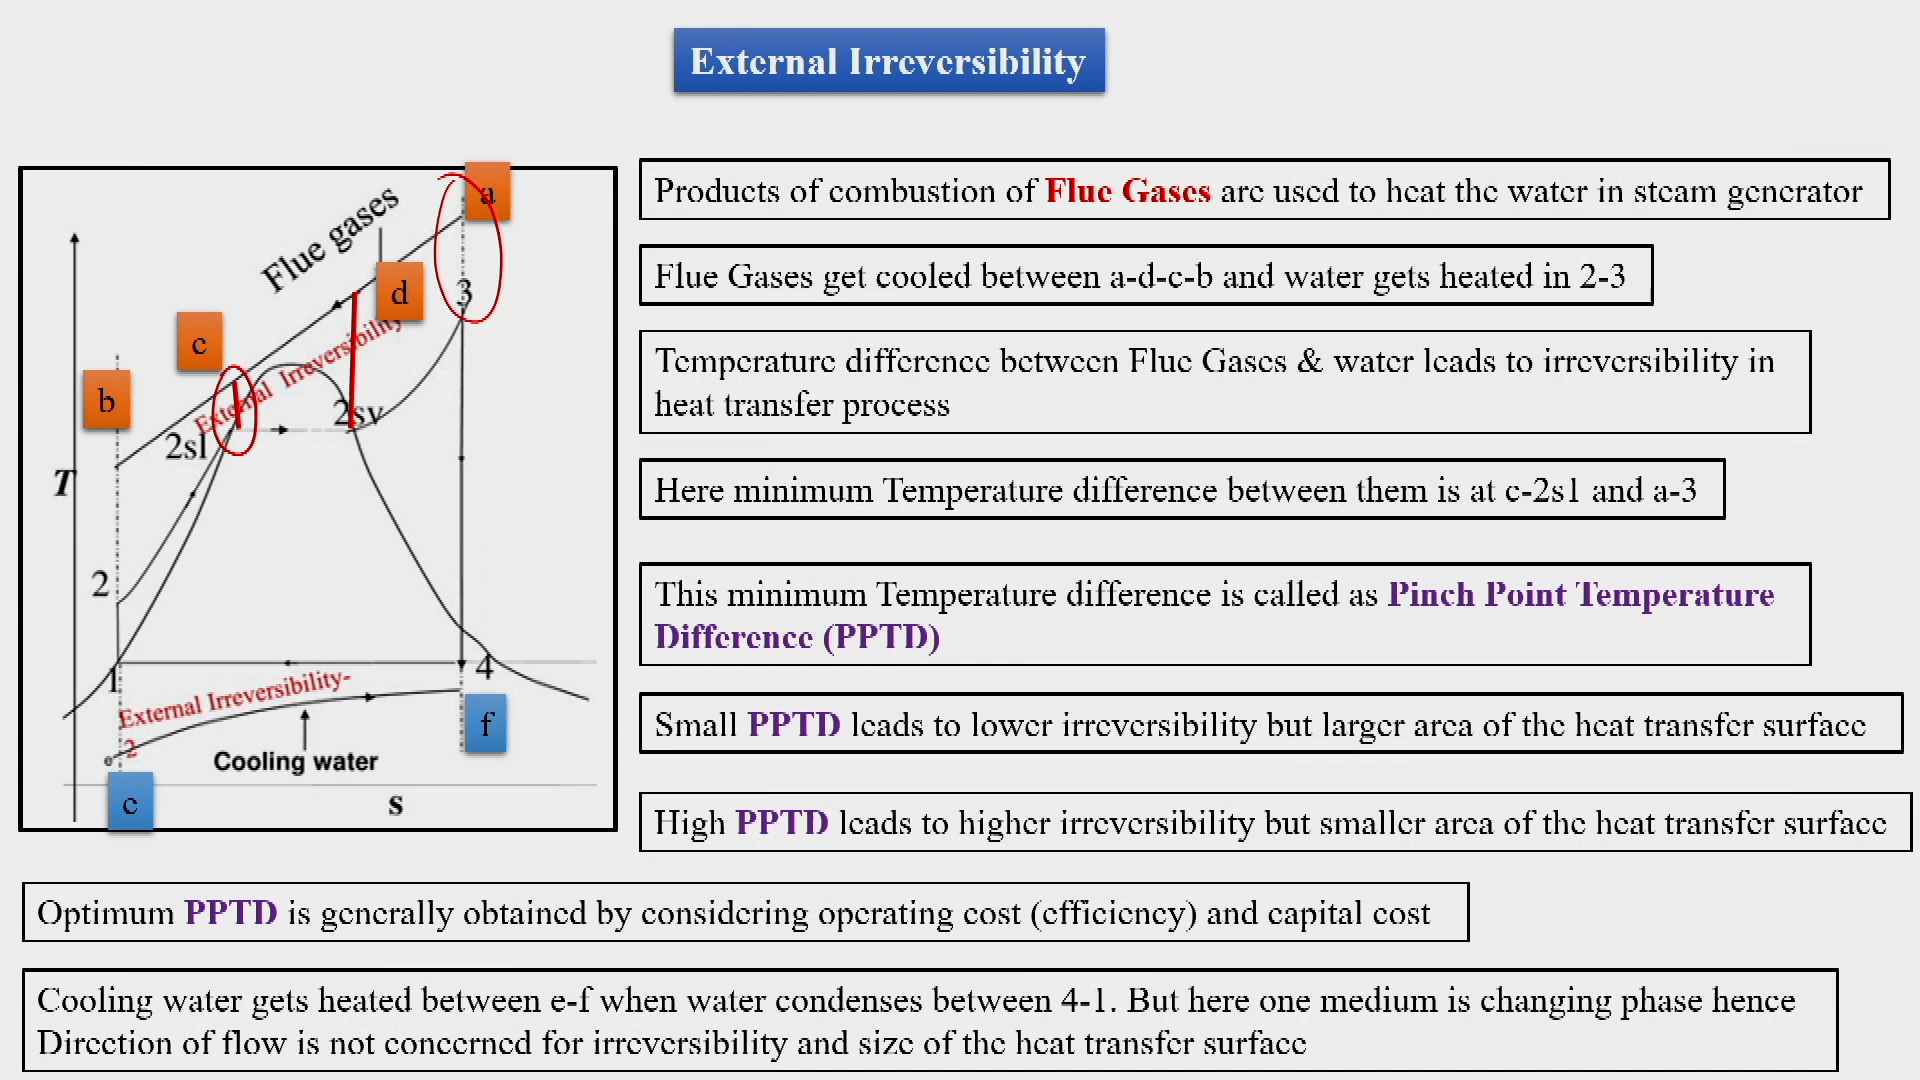 External Irreversibility
a
Flue gases
d
3
c
External Irreversibility
b
2sv
2sl
T
2
1
4
External Irreversibility-
2
f
e
Cooling water
e
s
Products of combustion of Flue Gases are used to heat the water in steam generator
Flue Gases get cooled between a-d-c-b and water gets heated in 2-3
Temperature difference between Flue Gases & water leads to irreversibility in
heat transfer process
Here minimum Temperature difference between them is at c-2s1 and a-3
This minimum Temperature difference is called as Pinch Point Temperature
Difference (PPTD)
Small PPTD leads to lower irreversibility but larger area of the heat transfer surface
High PPTD leads to higher irreversibility but smaller area of the heat transfer surface
Optimum PPTD is generally obtained by considering operating cost (efficiency) and capital cost
Cooling water gets heated between e-f when water condenses between 4-1. But here one medium is changing phase hence
Direction of flow is not concerned for irreversibility and size of the heat transfer surface